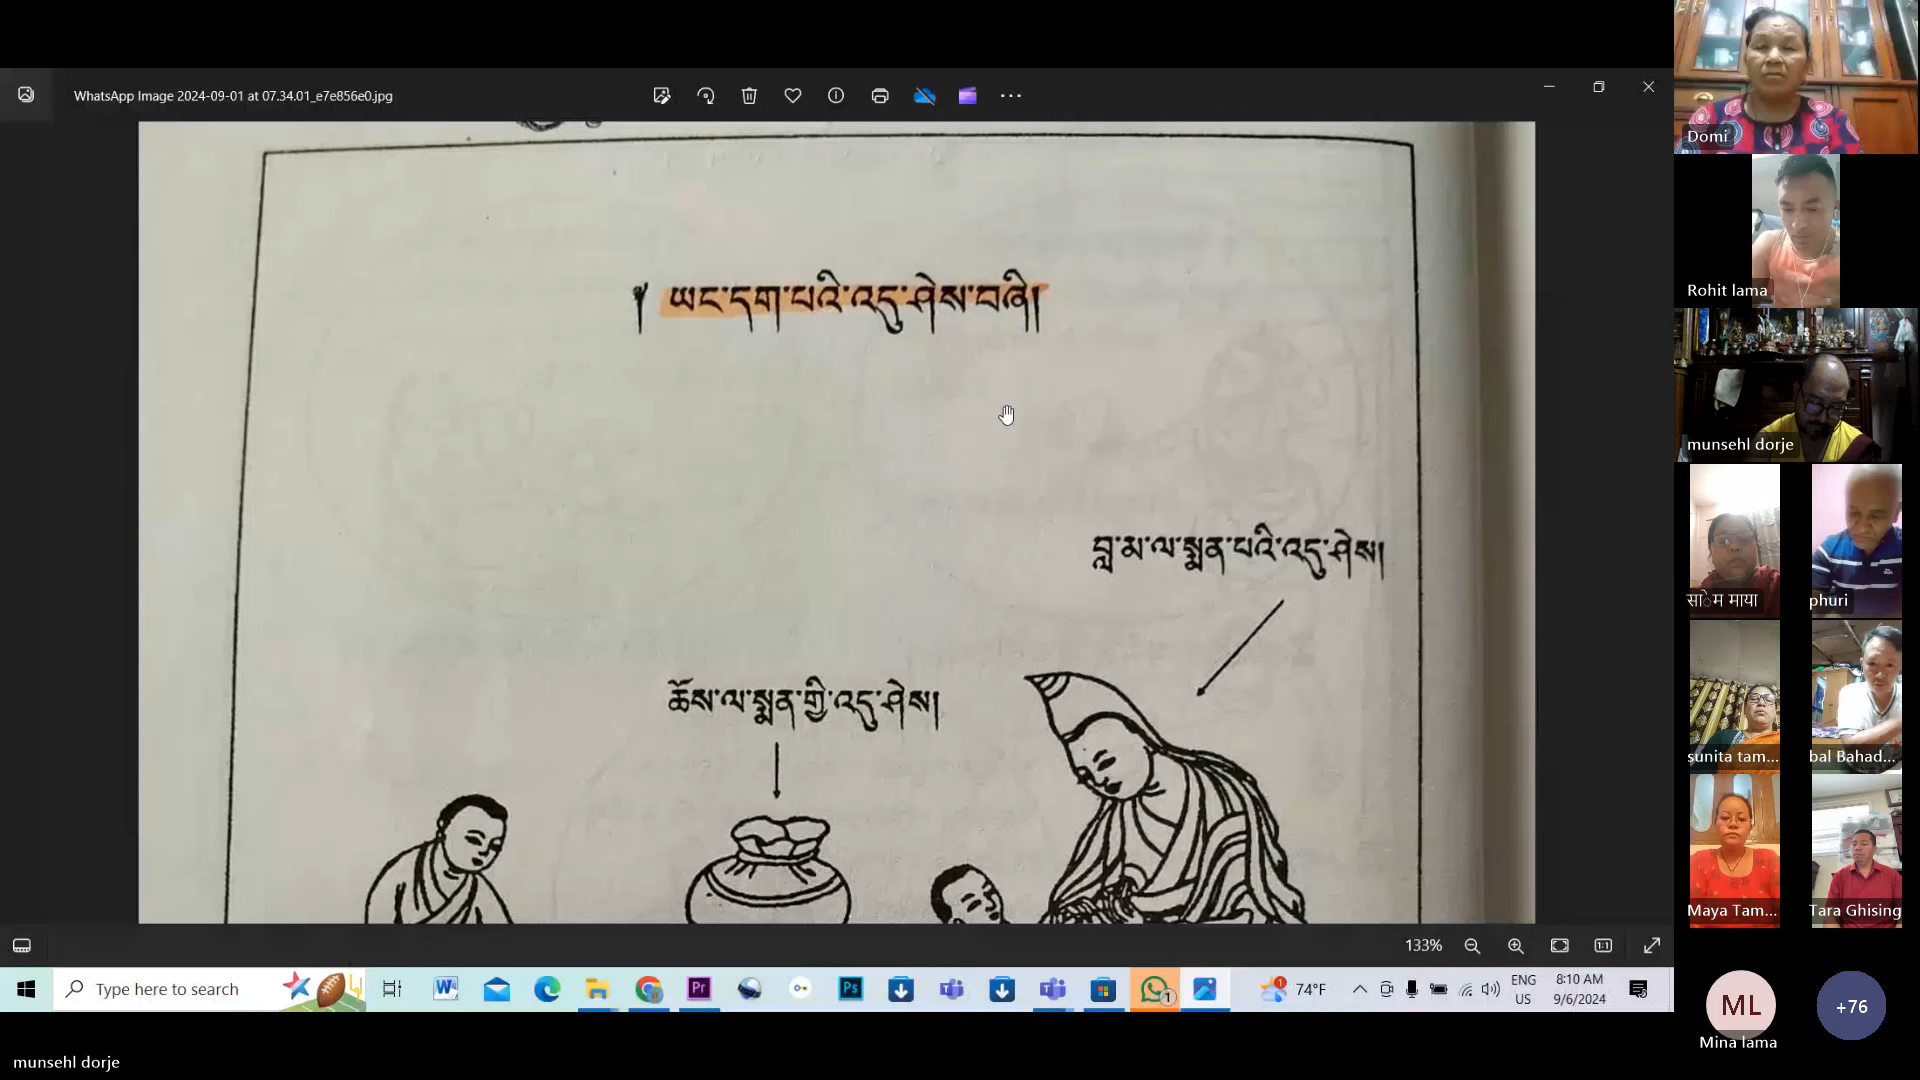 WhatsApp Image 2024-09-01 at 07.34.01_e7e856e0.jpg
༈ ཡང་དག་པའི་འདུ་ཤེས་བཞི།
བླ་མ་ལ་སྨན་པའི་འདུ་ཤེས།
ཆོས་ལ་སྨན་གྱི་འདུ་ཤེས།
133%
Type here to search
74°F
ENG
US
8:10 AM
9/6/2024
munsehl dorje
Domi
Rohit lama
munsehl dorje
साेम माया
phuri
sunita tam...
bal Bahad...
Maya Tam...
Tara Ghising
ML
Mina lama
+76